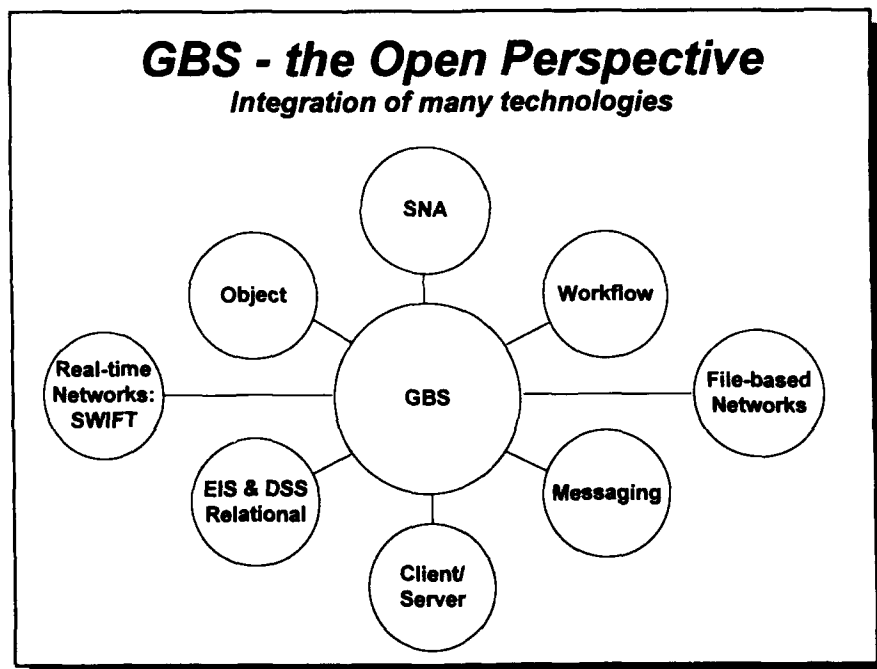 GBS - the Open Perspective
Integration of many technologies
SNA
Object
Workflow
Real-time
Networks:
SWIFT
GBS
File-based
Networks
EIS & DSS
Relational
Messaging
Client/
Server